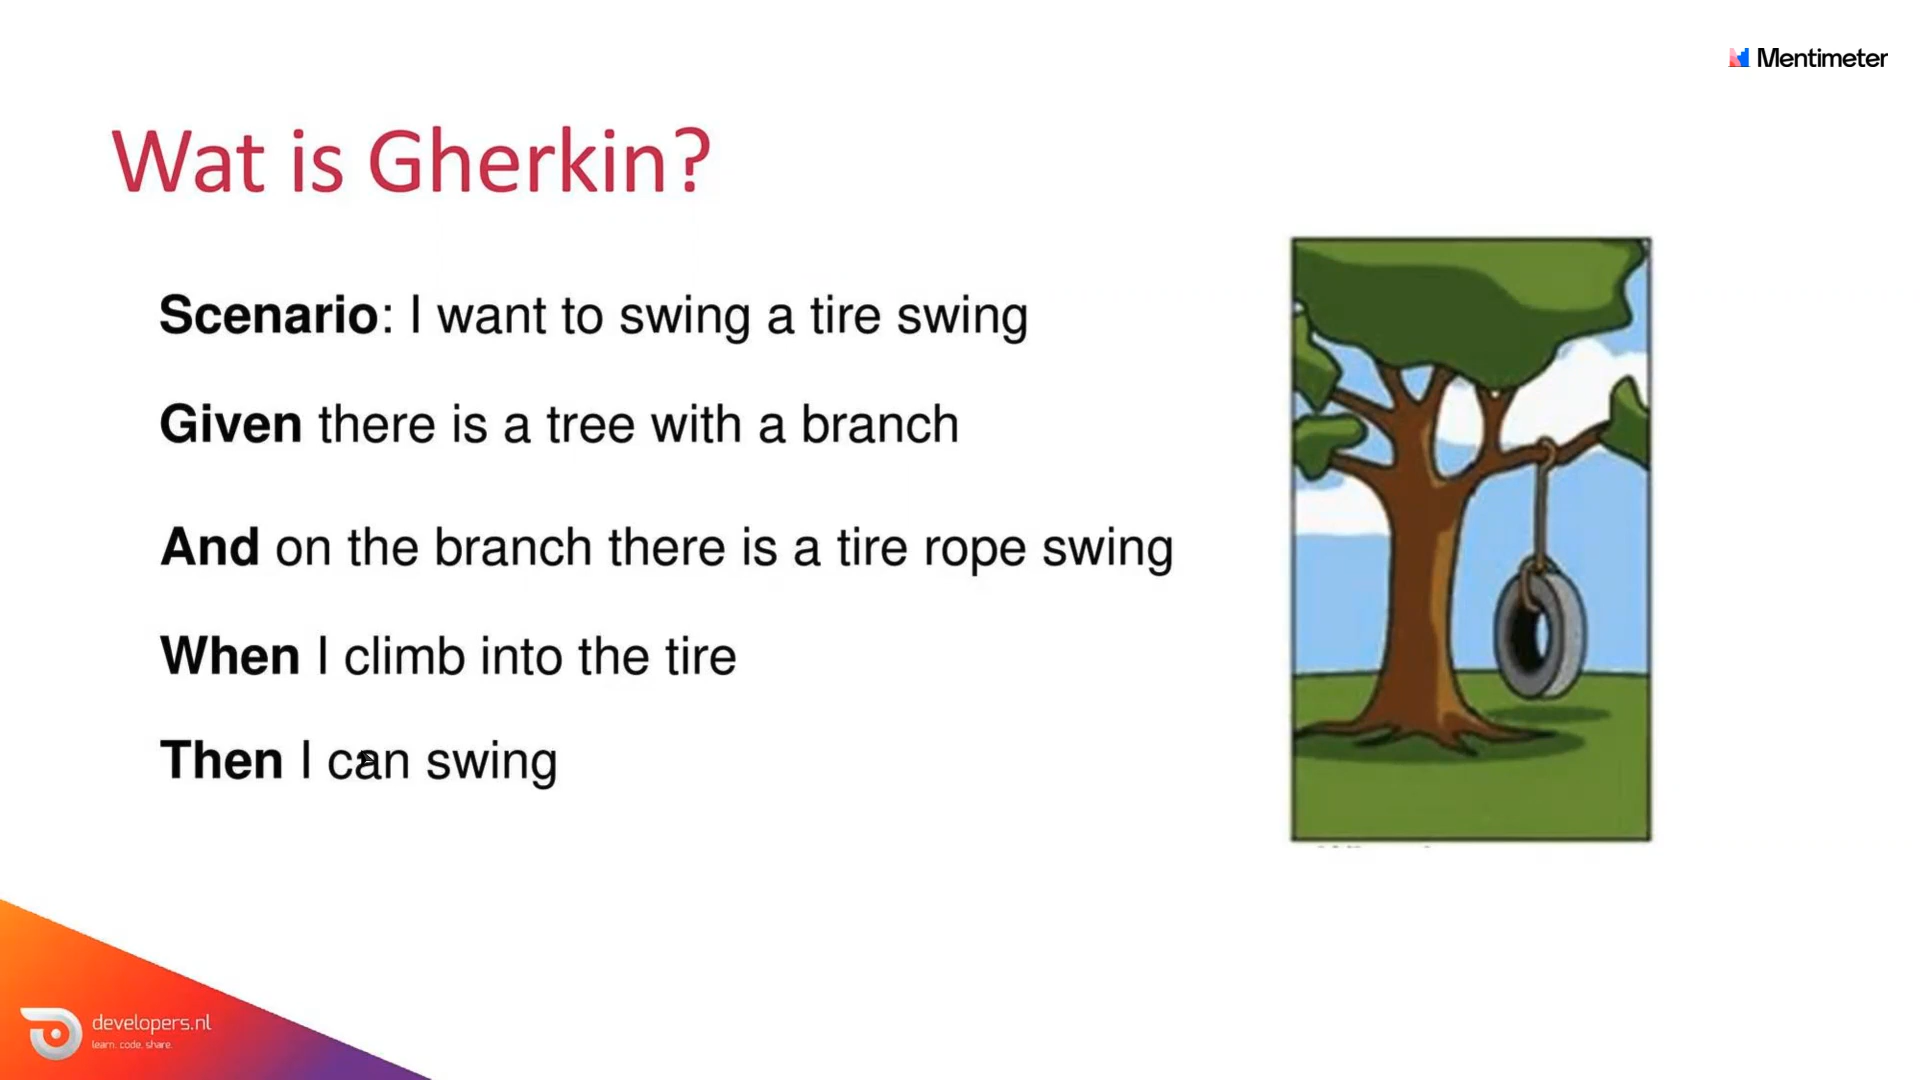 Mentimeter
Wat is Gherkin?
Scenario: I want to swing a tire swing
Given there is a tree with a branch
And on the branch there is a tire rope swing
When I climb into the tire
Then I can swing
developers.nl
learn. code. share.